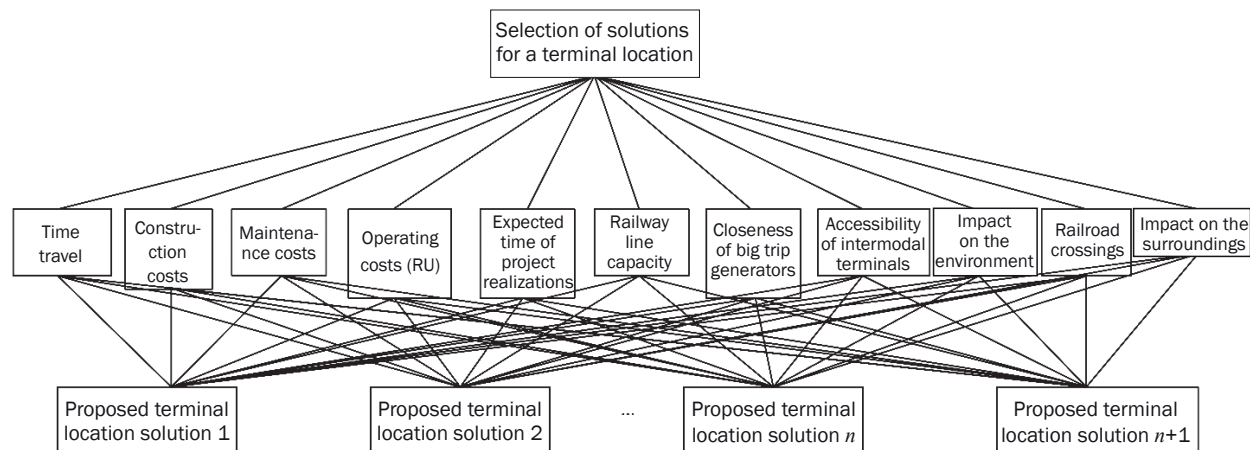 Selection of solutions
for a terminal location
Time
travel
Constru-
ction
costs
Maintena-
nce costs
Operating
costs (RU)
Expected
time of
project
realizations
Railway
line
capacity
Closeness
of big trip
generators
Accessibility
of intermodal
terminals
Impact
on the
environment
Railroad
crossings
Impact on the
surroundings
Proposed terminal
location solution 1
Proposed terminal
location solution 2
...
Proposed terminal
location solution n
Proposed terminal
location solution n+1